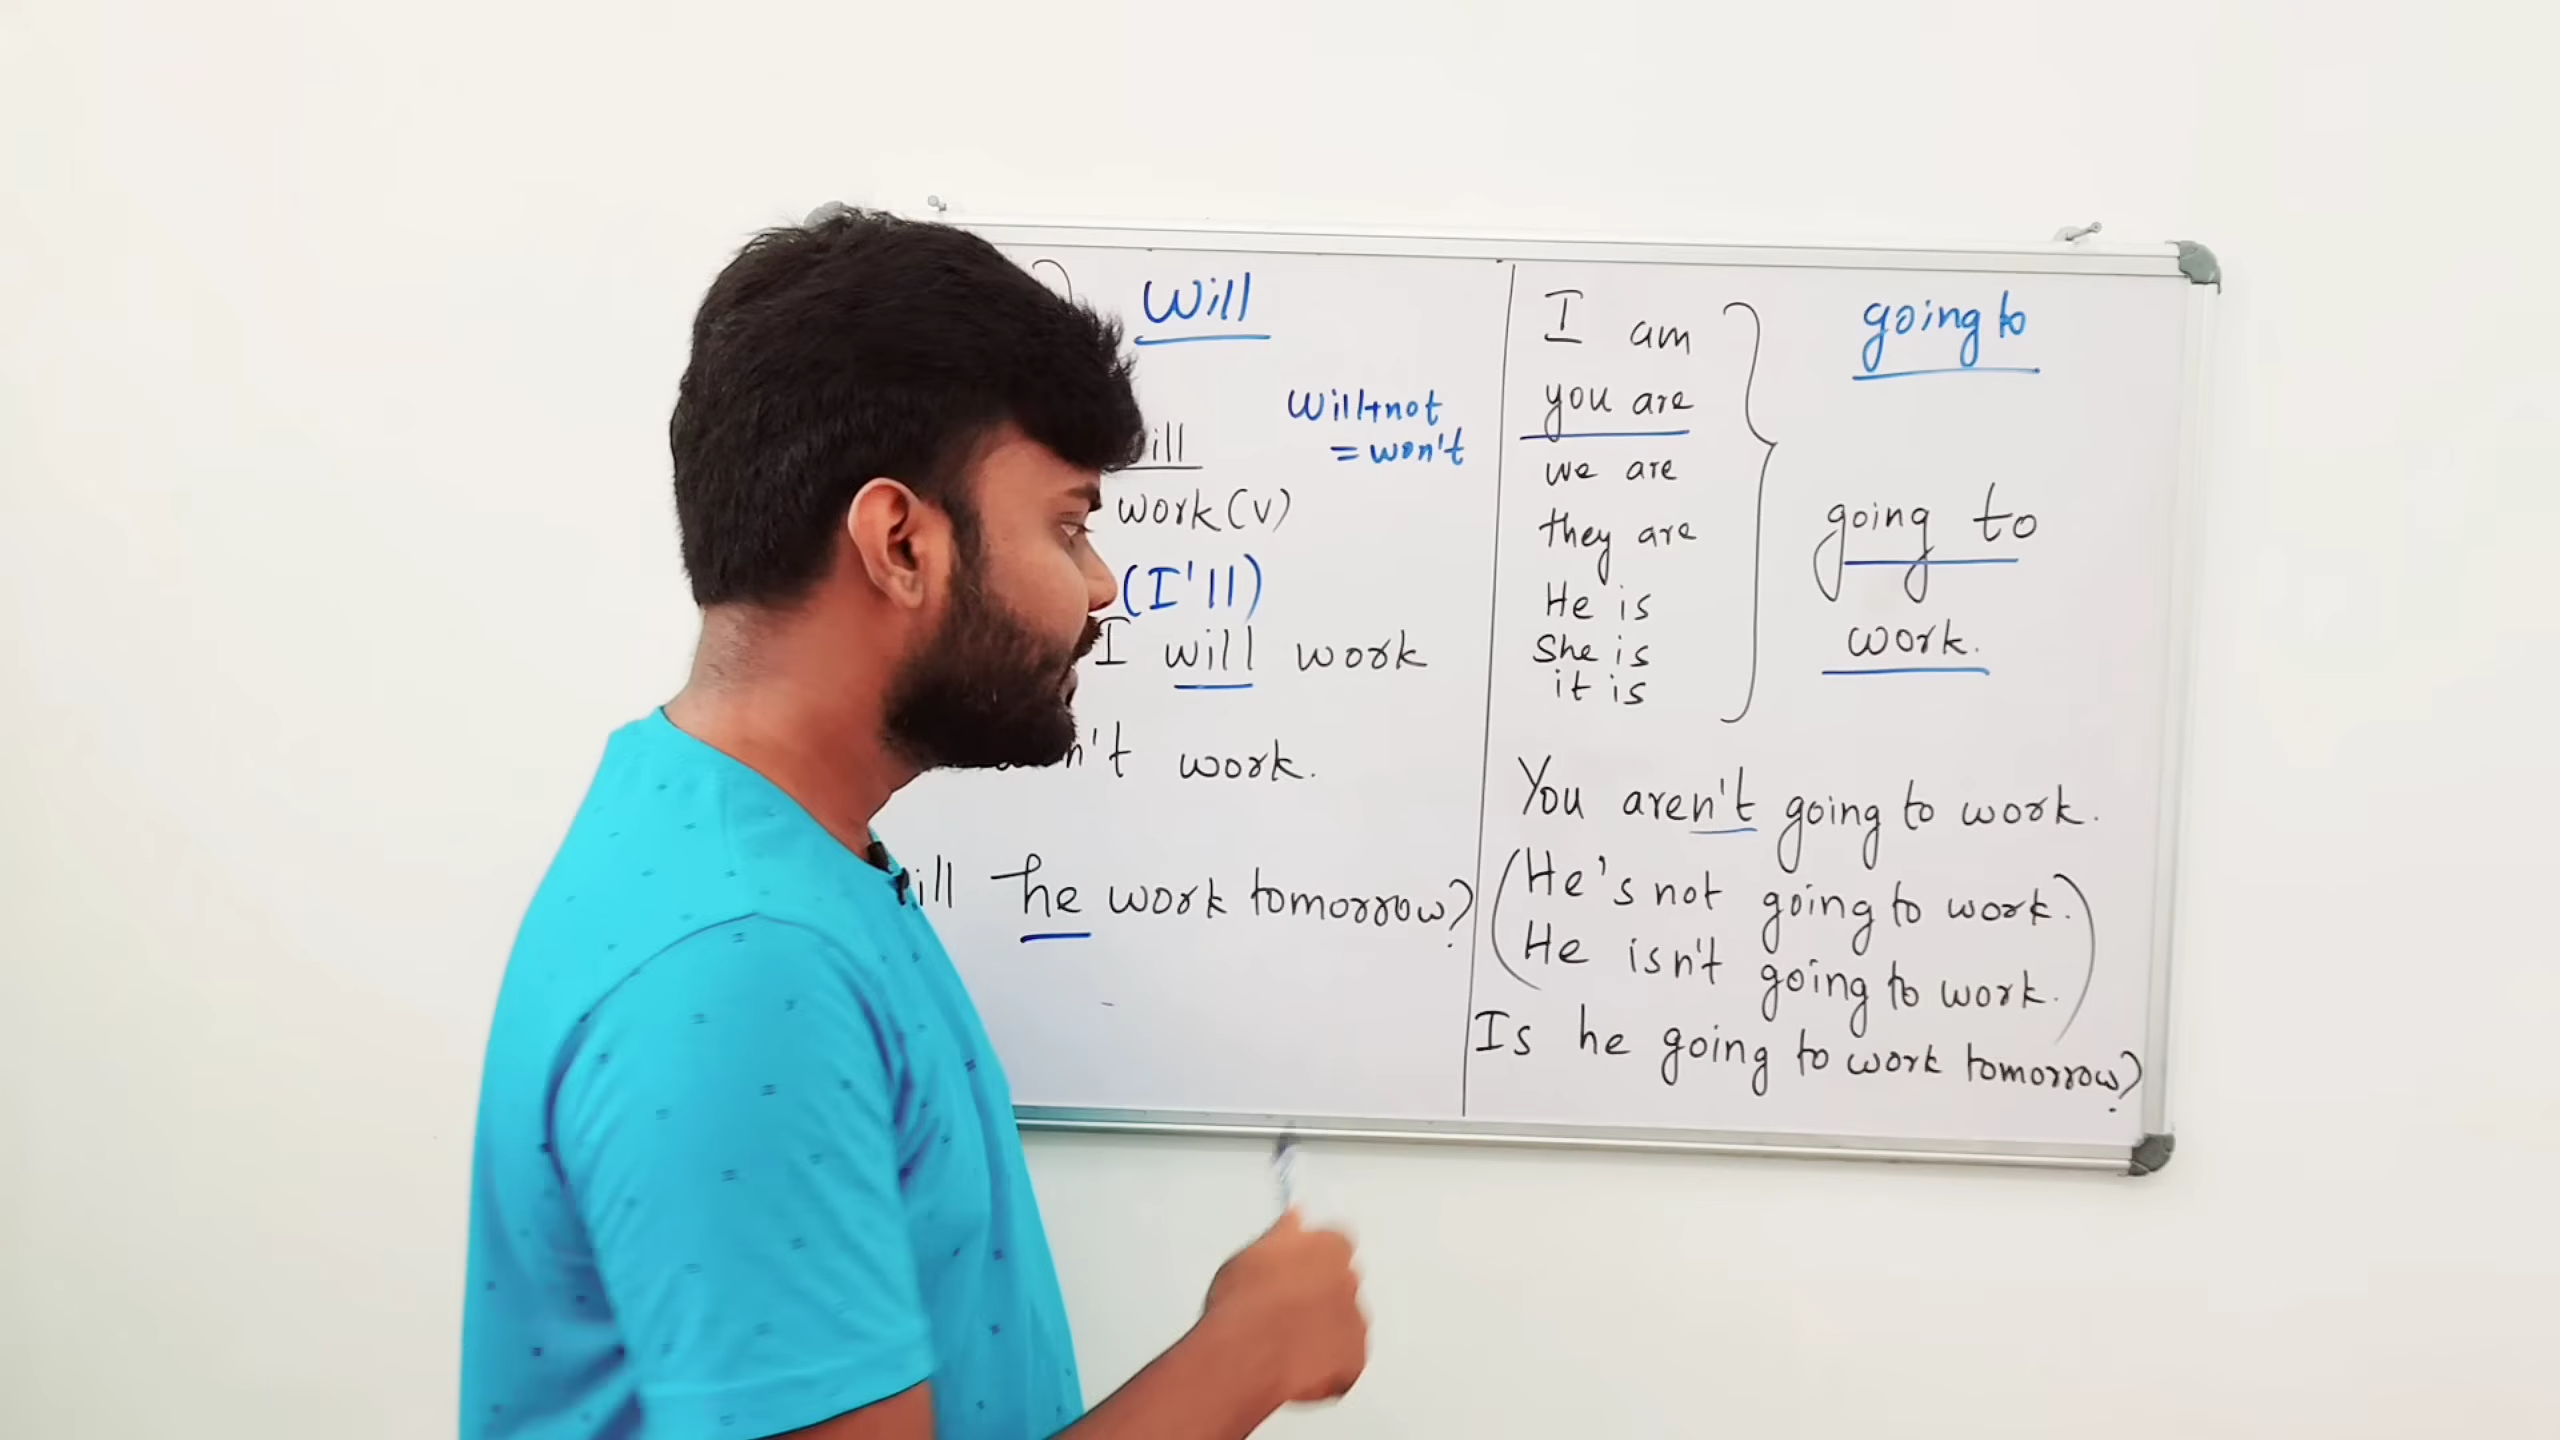 Will
will+not
= won't
work(v)
(I'll)
I will work
work.
he work tomorrow?
going to
I am
you are
we are
they are
He is
She is
it is
going to
work.
You aren't going to work.
(He's not going to work.)
He isn't going to work.
Is he going to work tomorrow?